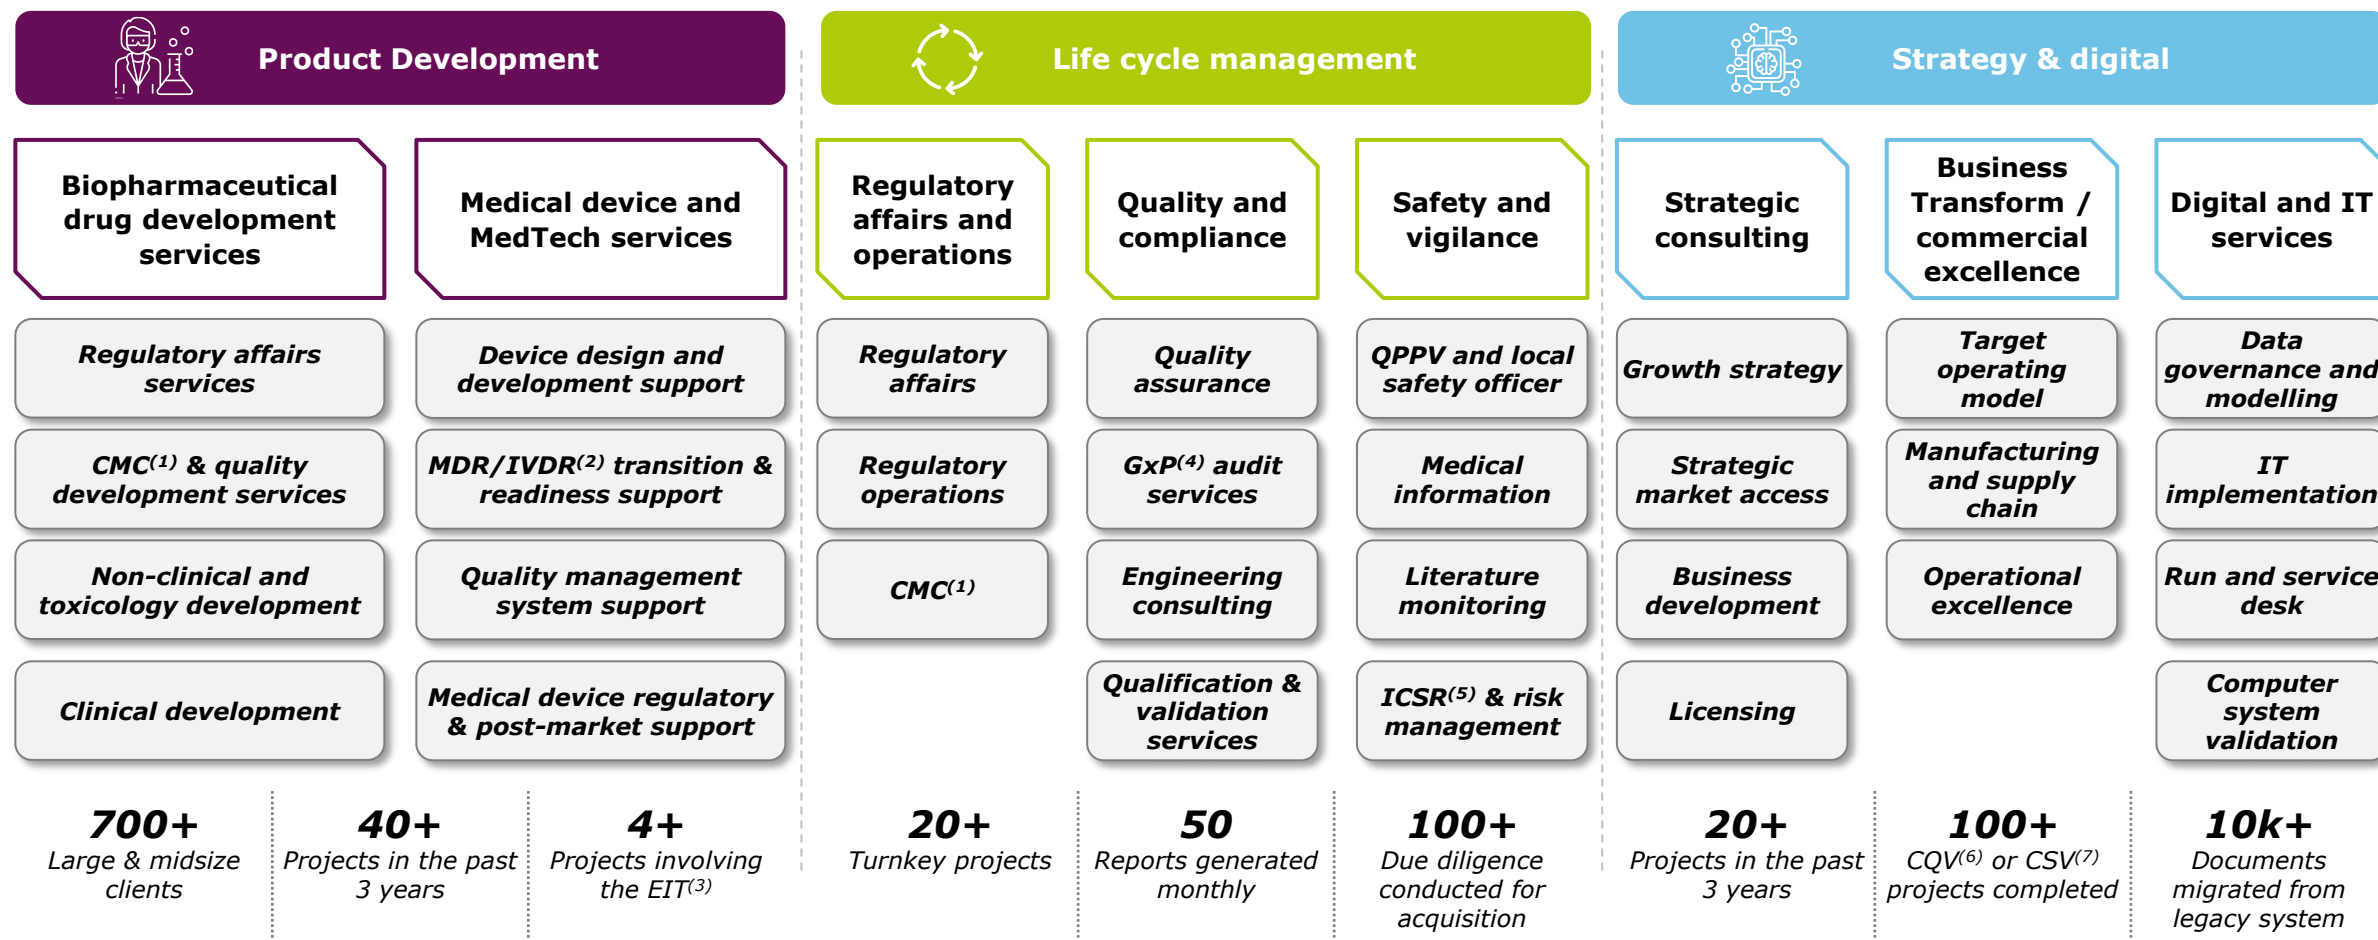 Product Development
Life cycle management
Strategy & digital
Biopharmaceutical
drug development
services
Medical device and
MedTech services
Regulatory
affairs and
operations
Quality and
compliance
Safety and
vigilance
Strategic
consulting
Business
Transform /
commercial
excellence
Digital and IT
services
Regulatory affairs
services
Device design and
development support
Regulatory
affairs
Quality
assurance
QPPV and local
safety officer
Growth strategy
Target
operating
model
Data
governance and
modelling
CMC(1) & quality
development services
MDR/IVDR(2) transition &
readiness support
Regulatory
operations
GxP(4) audit
services
Medical
information
Strategic
market access
Manufacturing
and supply
chain
IT
implementation
Non-clinical and
toxicology development
Quality management
system support
CMC(1)
Engineering
consulting
Literature
monitoring
Business
development
Operational
excellence
Run and service
desk
Clinical development
Medical device regulatory
& post-market support
Qualification &
validation
services
ICSR(5) & risk
management
Licensing
Computer
system
validation
700+
Large & midsize
clients
40+
Projects in the past
3 years
4+
Projects involving
the EIT(3)
20+
Turnkey projects
50
Reports generated
monthly
100+
Due diligence
conducted for
acquisition
20+
Projects in the past
3 years
100+
CQV(6) or CSV(7)
projects completed
10k+
Documents
migrated from
legacy system